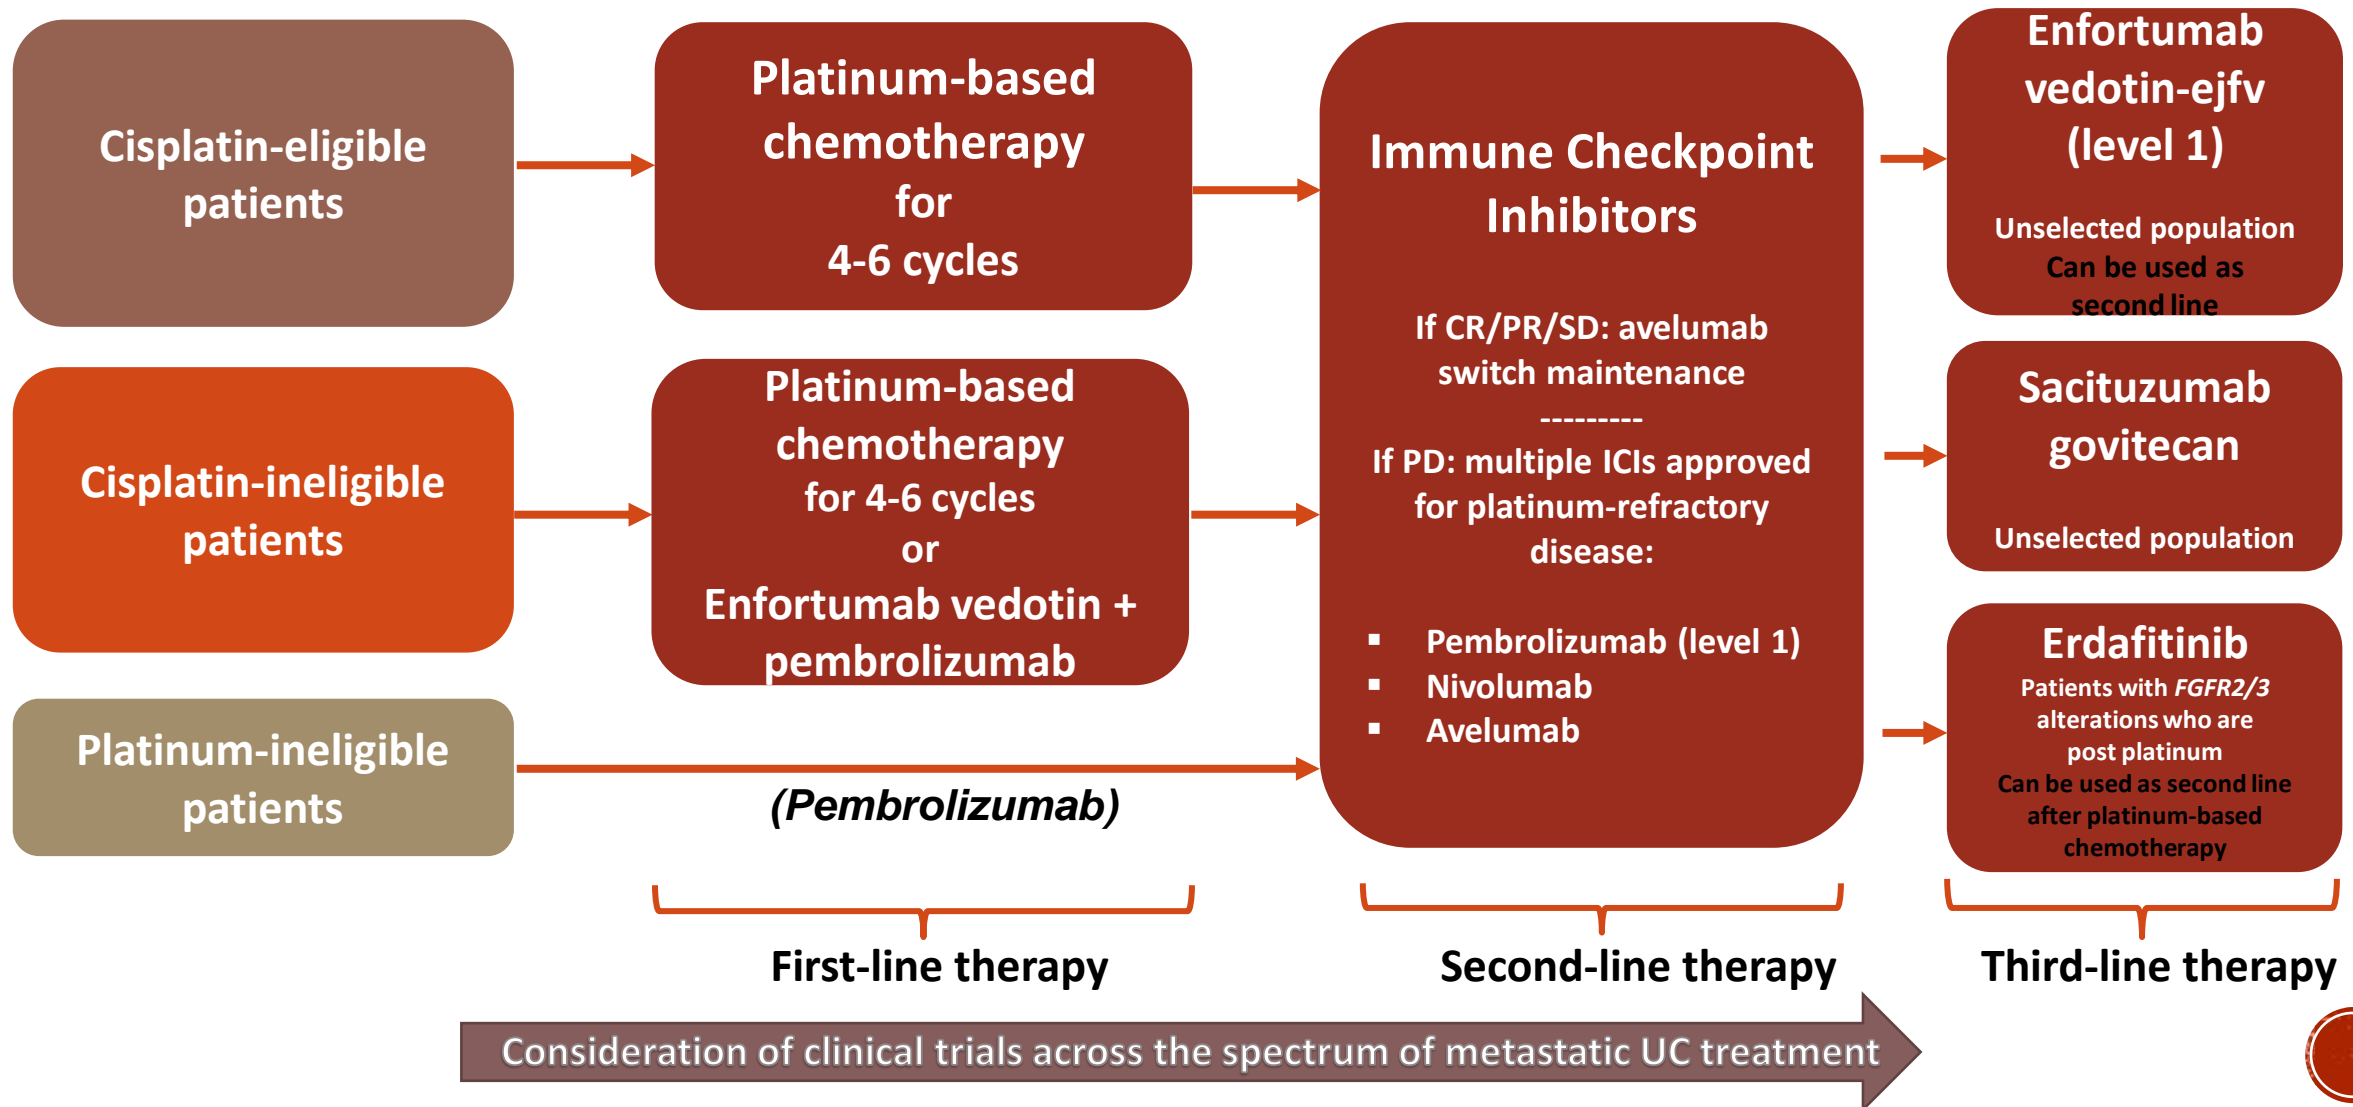 Cisplatin-eligible
patients
Platinum-based
chemotherapy
for
4-6 cycles
Cisplatin-ineligible
patients
Platinum-based
chemotherapy
for 4-6 cycles
or
Enfortumab vedotin +
pembrolizumab
Platinum-ineligible
patients
(Pembrolizumab)
Immune Checkpoint
Inhibitors
If CR/PR/SD: avelumab
switch maintenance
---------
If PD: multiple ICIs approved
for platinum-refractory
disease:
▪ Pembrolizumab (level 1)
▪ Nivolumab
▪ Avelumab
Enfortumab
vedotin-ejfv
(level 1)
Unselected population
Can be used as
second line
Sacituzumab
govitecan
Unselected population
Erdafitinib
Patients with FGFR2/3
alterations who are
post platinum
Can be used as second line
after platinum-based
chemotherapy
First-line therapy
Second-line therapy
Third-line therapy
Consideration of clinical trials across the spectrum of metastatic UC treatment